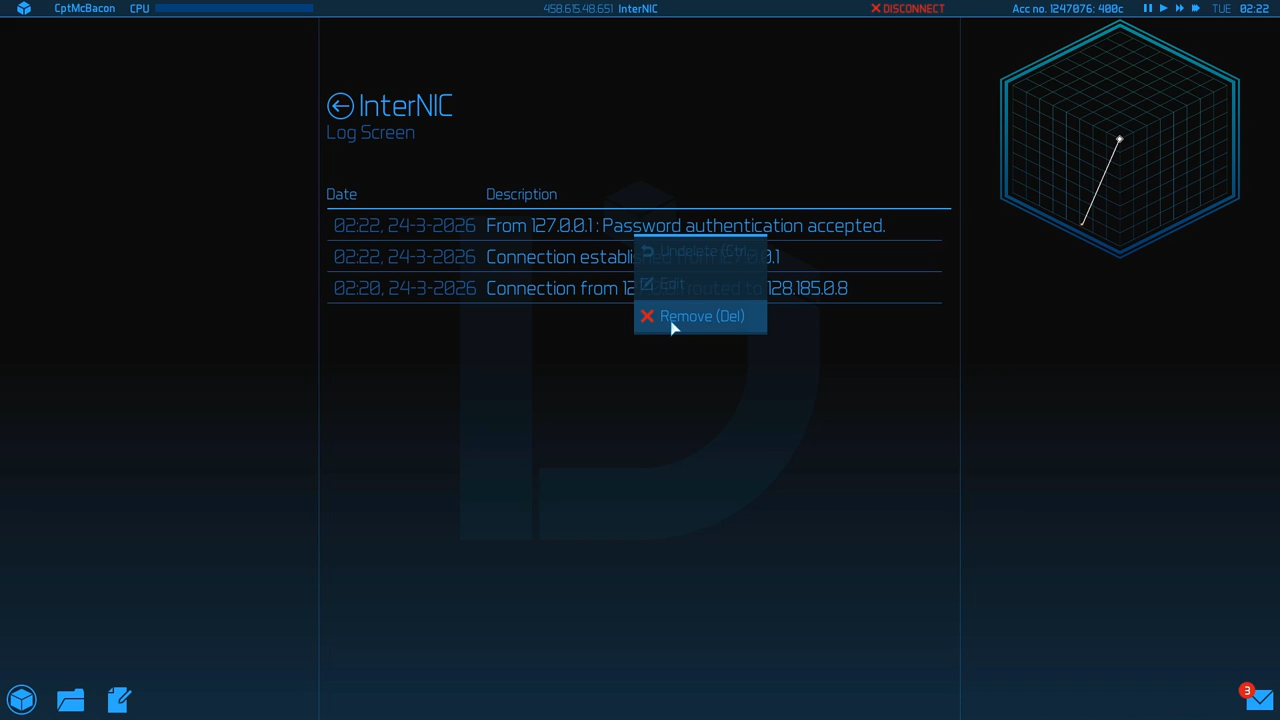 CptMcBacon CPU 458.615.48.651 InterNIC DISCONNECT Acc no. 1247076: 400c TUE 02:22
InterNIC
Log Screen
Date Description
02:22, 24-3-2026 From 127.0.0.1 : Password authentication accepted.
02:22, 24-3-2026 Connection establi 0.1
02:20, 24-3-2026 Connection from 12 routed to 128.185.0.8
Undelete (Ctrl
Edit
Remove (Del)
3